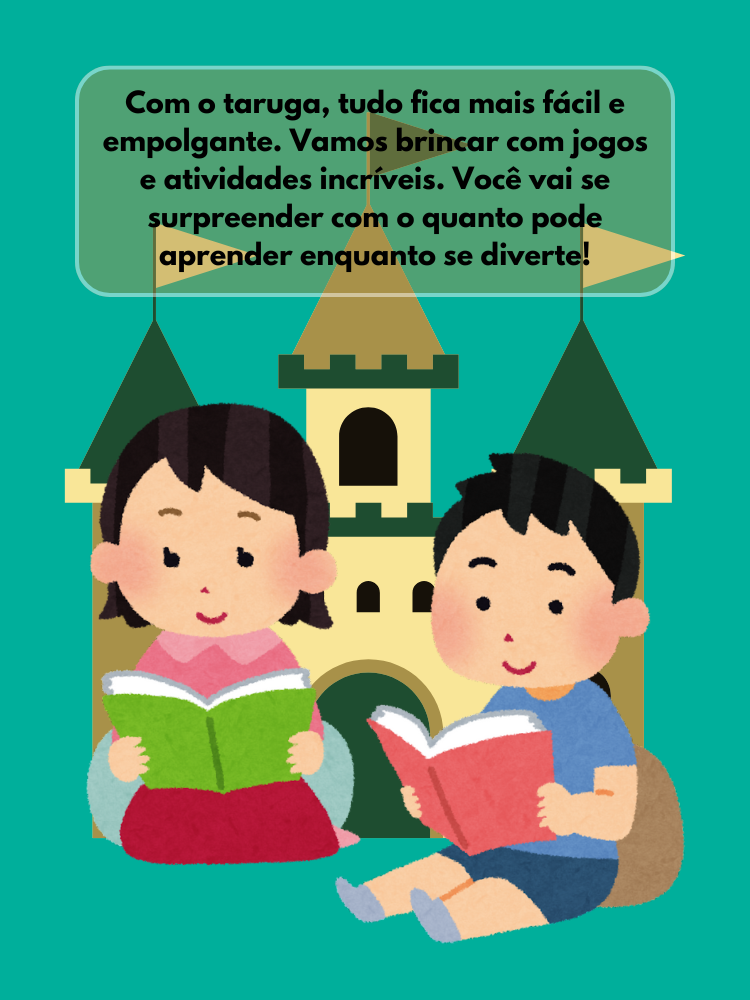 Com o taruga, tudo fica mais fácil e
empolgante. Vamos brincar com jogos
e atividades incríveis. Você vai se
surpreender com o quanto pode
aprender enquanto se diverte!